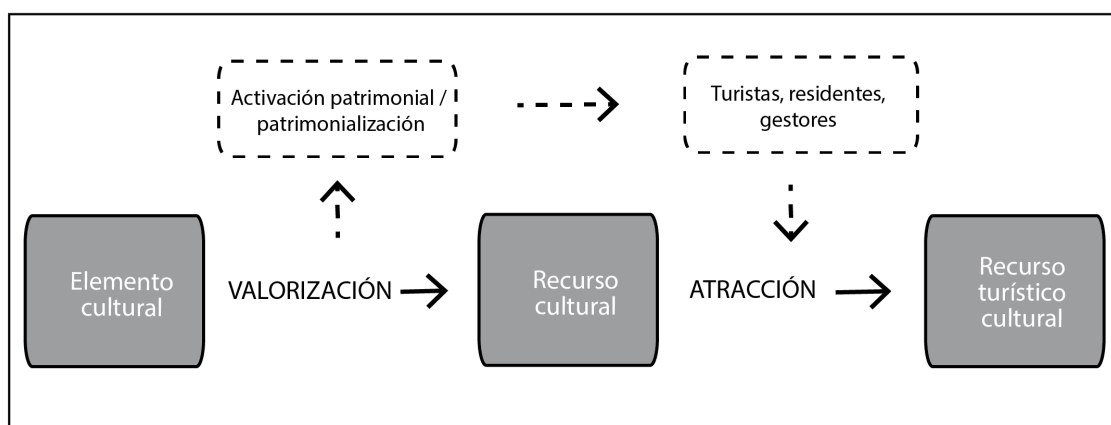 Activación patrimonial /
patrimonialización
Turistas, residentes,
gestores
Elemento
cultural
VALORIZACIÓN
Recurso
cultural
ATRACCIÓN
Recurso
turístico
cultural